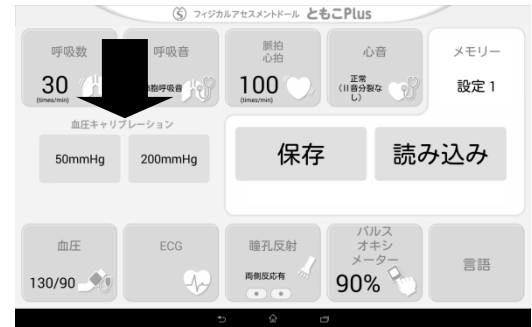 フィジカルアセスメントドール ともこPlus
呼吸数
30
(times/min)
呼吸音
胞呼吸音
脈拍
心拍
100
(times/min)
心音
正常
(II音分裂な
し)
メモリー
設定 1
血圧キャリブレーション
50mmHg
200mmHg
保存
読み込み
血圧
130/90
ECG
瞳孔反射
両側反応有
パルス
オキシ
メーター
90%
言語